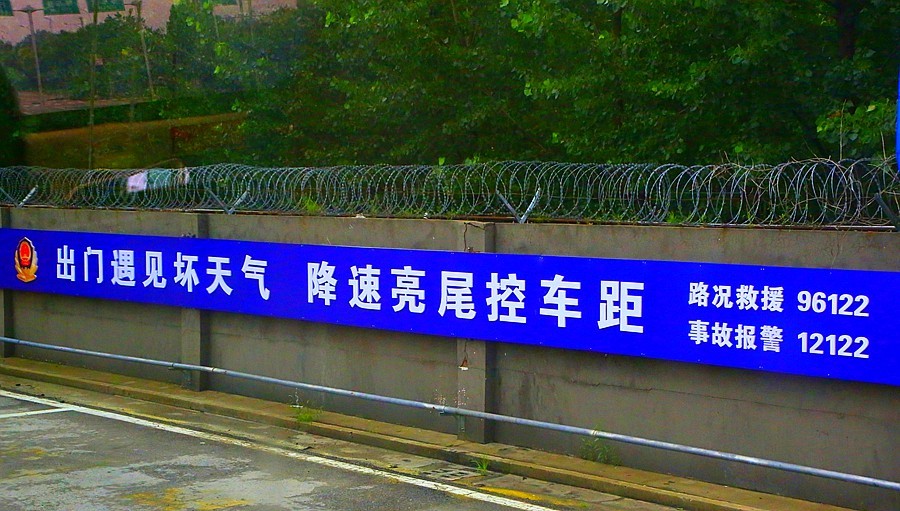 出门遇见坏天气 降速亮尾控车距
路况救援 96122
事故报警 12122